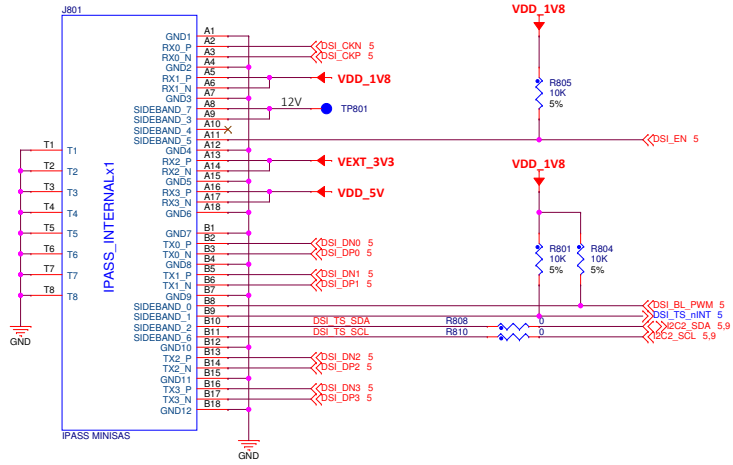 J801
VDD_1V8
GND1 A1
RX0_P A2 DSI_CKN 5
RX0_N A3 DSI_CKP 5
GND2 A4
RX1_P A5 VDD_1V8
RX1_N A6
GND3 A7
SIDEBAND_7 A8 12V TP801
SIDEBAND_3 A9
SIDEBAND_4 A10
SIDEBAND_5 A11 DSI_EN 5
R805
10K
5%
GND4 A12
RX2_P A13 VEXT_3V3
RX2_N A14
GND5 A15
RX3_P A16 VDD_5V
RX3_N A17
GND6 A18
VDD_1V8
T1 T1
T2 T2
T3 T3
T4 T4
T5 T5
T6 T6
T7 T7
T8 T8
GND
IPASS_INTERNALx1
GND7 B1
TX0_P B2 DSI_DN0 5
TX0_N B3 DSI_DP0 5
GND8 B4
TX1_P B5 DSI_DN1 5
TX1_N B6 DSI_DP1 5
GND9 B7
R801 R804
10K 10K
5% 5%
SIDEBAND_0 B8 DSI_BL_PWM 5
SIDEBAND_1 B9 DSI_TS_nINT 5
SIDEBAND_2 B10 DSI_TS_SDA R808 0 I2C2_SDA 5,9
SIDEBAND_6 B11 DSI_TS_SCL R810 0 I2C2_SCL 5,9
GND10 B12
TX2_P B13 DSI_DN2 5
TX2_N B14 DSI_DP2 5
GND11 B15
TX3_P B16 DSI_DN3 5
TX3_N B17 DSI_DP3 5
GND12 B18
IPASS MINISAS
GND